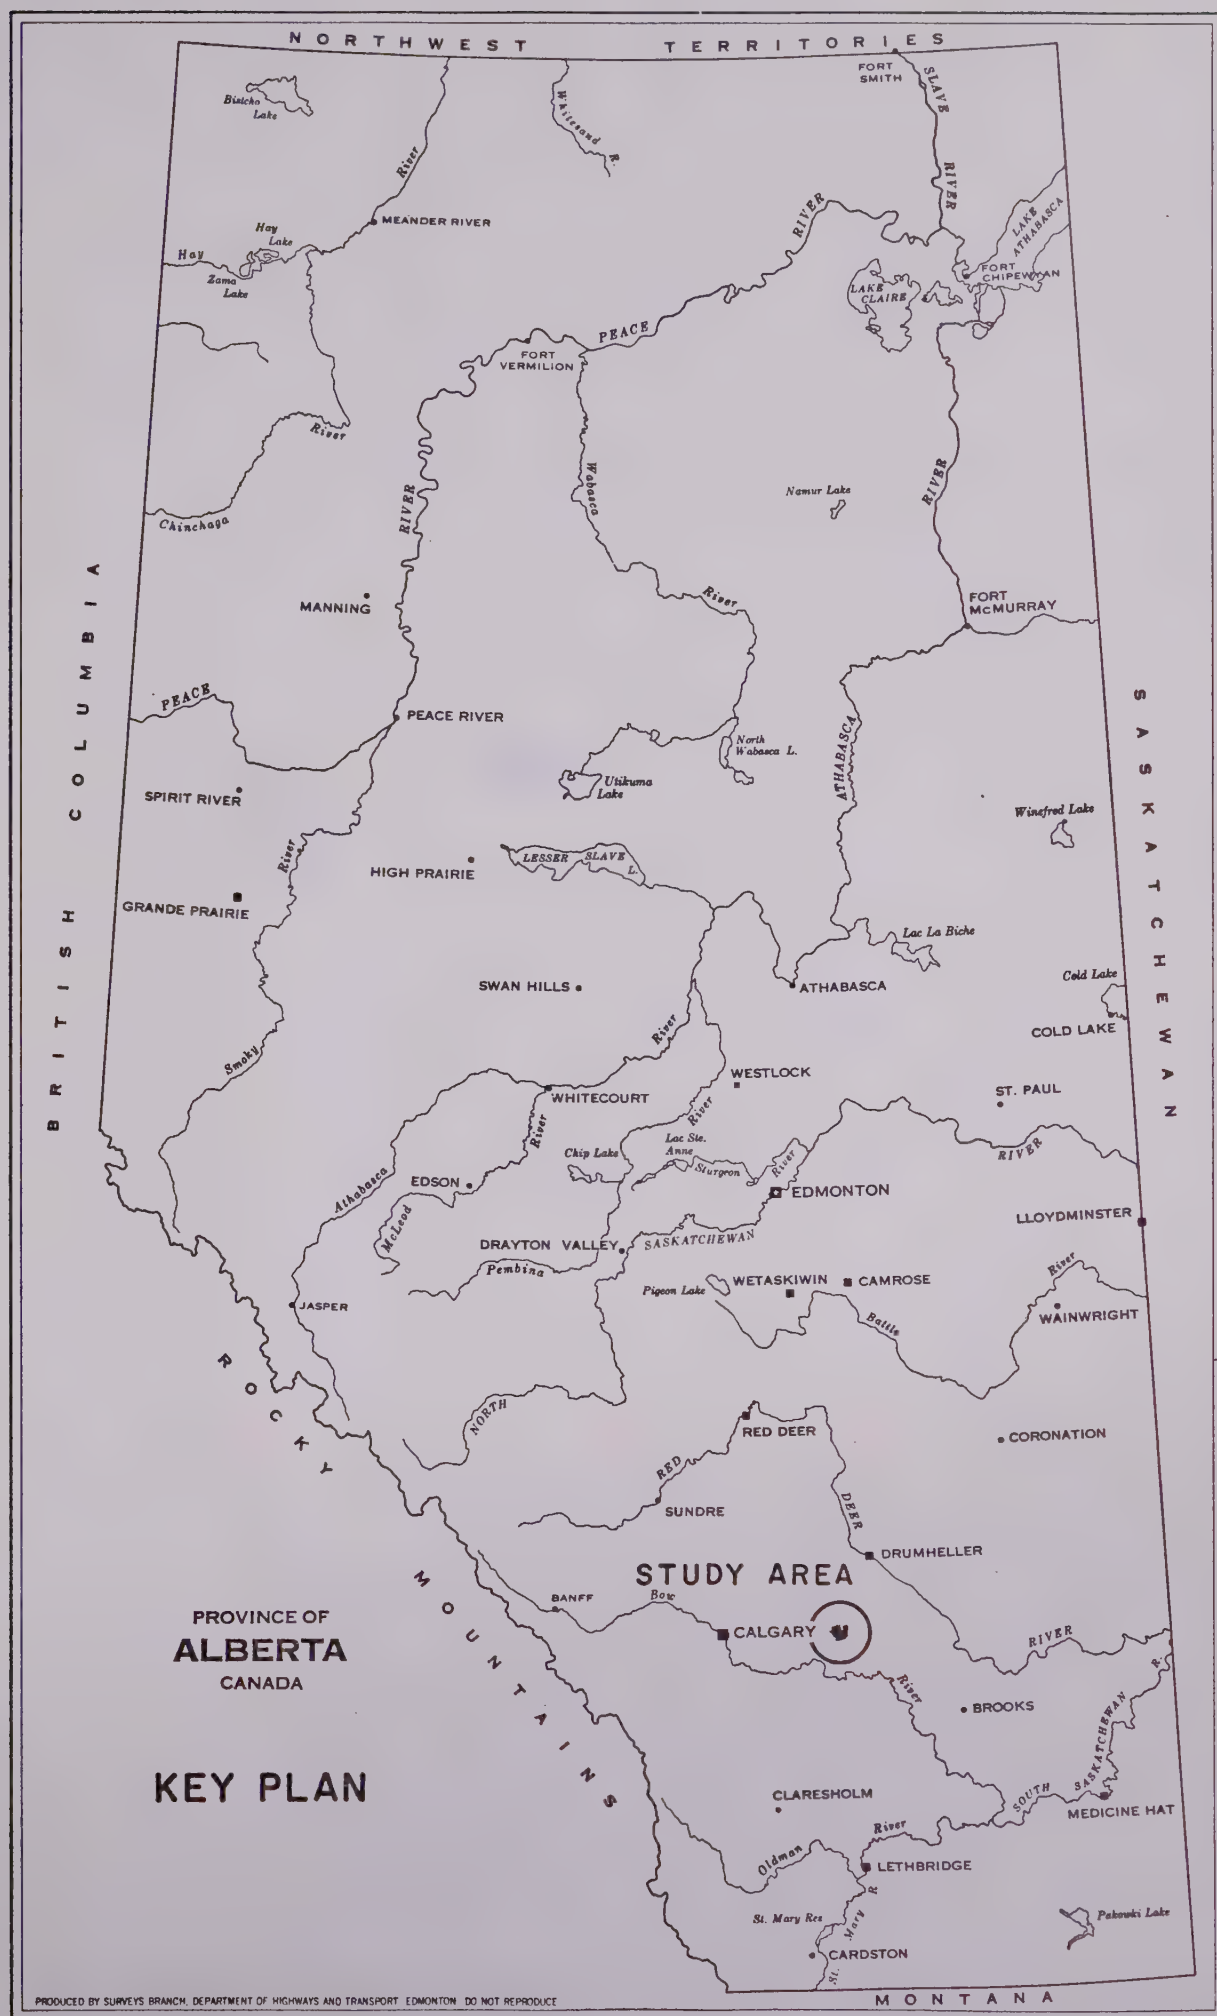 NORTHWEST TERRITORIES
FORT
SMITH
SLAVE
RIVER
Bistcho
Lake
River
Whitesand R.
MEANDER RIVER
Hay
Lake
Hay
Zama
Lake
RIVER
LAKE
ATHABASCA
FORT
CHIPEWYAN
LAKE
CLAIRE
PEACE
FORT
VERMILION
River
Chinchaga
RIVER
Wabasca
Namur Lake
RIVER
MANNING
River
FORT
McMURRAY
PEACE
PEACE RIVER
BRITISH COLUMBIA
SASKATCHEWAN
North
Wabasca L.
ATHABASCA
Utikuma
Lake
SPIRIT RIVER
Winefred Lake
River
HIGH PRAIRIE
LESSER SLAVE
L.
GRANDE PRAIRIE
Lac La Biche
SWAN HILLS
ATHABASCA
Cold Lake
COLD LAKE
Smoky
River
WESTLOCK
WHITECOURT
ST. PAUL
River
River
Chip Lake
Lac Ste.
Anne
Sturgeon
River
RIVER
Athabasca
EDSON
EDMONTON
McLeod
LLOYDMINSTER
DRAYTON VALLEY
SASKATCHEWAN
Pembina
Pigeon Lake
WETASKIWIN
CAMROSE
River
Battle
WAINWRIGHT
JASPER
ROCKY MOUNTAINS
NORTH
RED DEER
CORONATION
RED
SUNDRE
DEER
DRUMHELLER
STUDY AREA
BANFF
Bow
CALGARY
RIVER
PROVINCE OF
ALBERTA
CANADA
River
BROOKS
R.
SASKATCHEWAN
KEY PLAN
CLARESHOLM
SOUTH
MEDICINE HAT
River
Oldman
LETHBRIDGE
St. Mary Res
St. Mary R
Pakowki Lake
CARDSTON
MONTANA
PRODUCED BY SURVEYS BRANCH, DEPARTMENT OF HIGHWAYS AND TRANSPORT EDMONTON DO NOT REPRODUCE